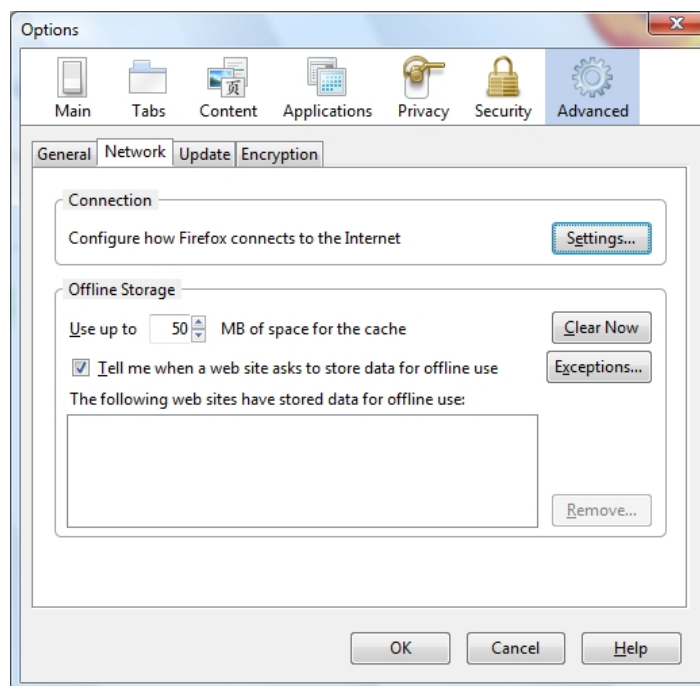 Options
Main Tabs Content Applications Privacy Security Advanced
General Network Update Encryption
Connection
Configure how Firefox connects to the Internet Settings...
Offline Storage
Use up to 50 MB of space for the cache Clear Now
Tell me when a web site asks to store data for offline use Exceptions...
The following web sites have stored data for offline use:
Remove...
OK Cancel Help